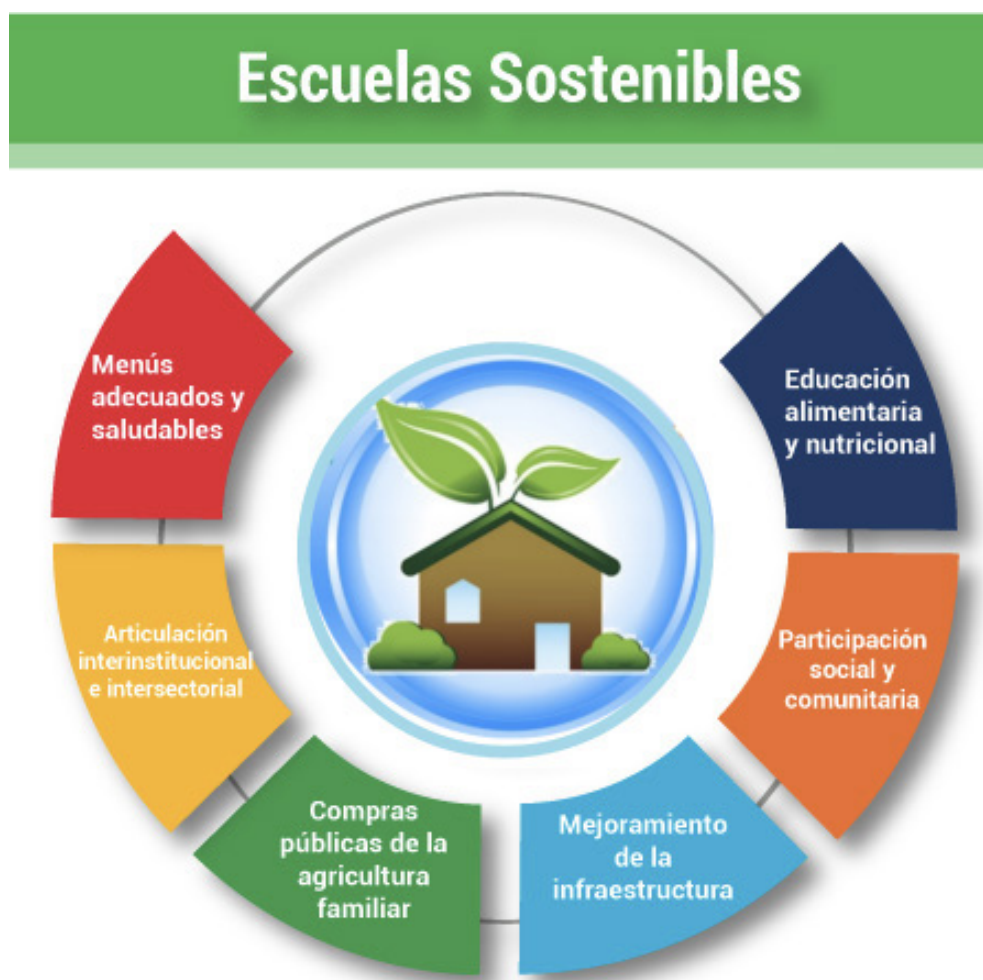 Escuelas Sostenibles
Menús
adecuados y
saludables
Educación
alimentaria
y nutricional
Articulación
interinstitucional
e intersectorial
Participación
social y
comunitaria
Compras
públicas de la
agricultura
familiar
Mejoramiento
de la
infraestructura